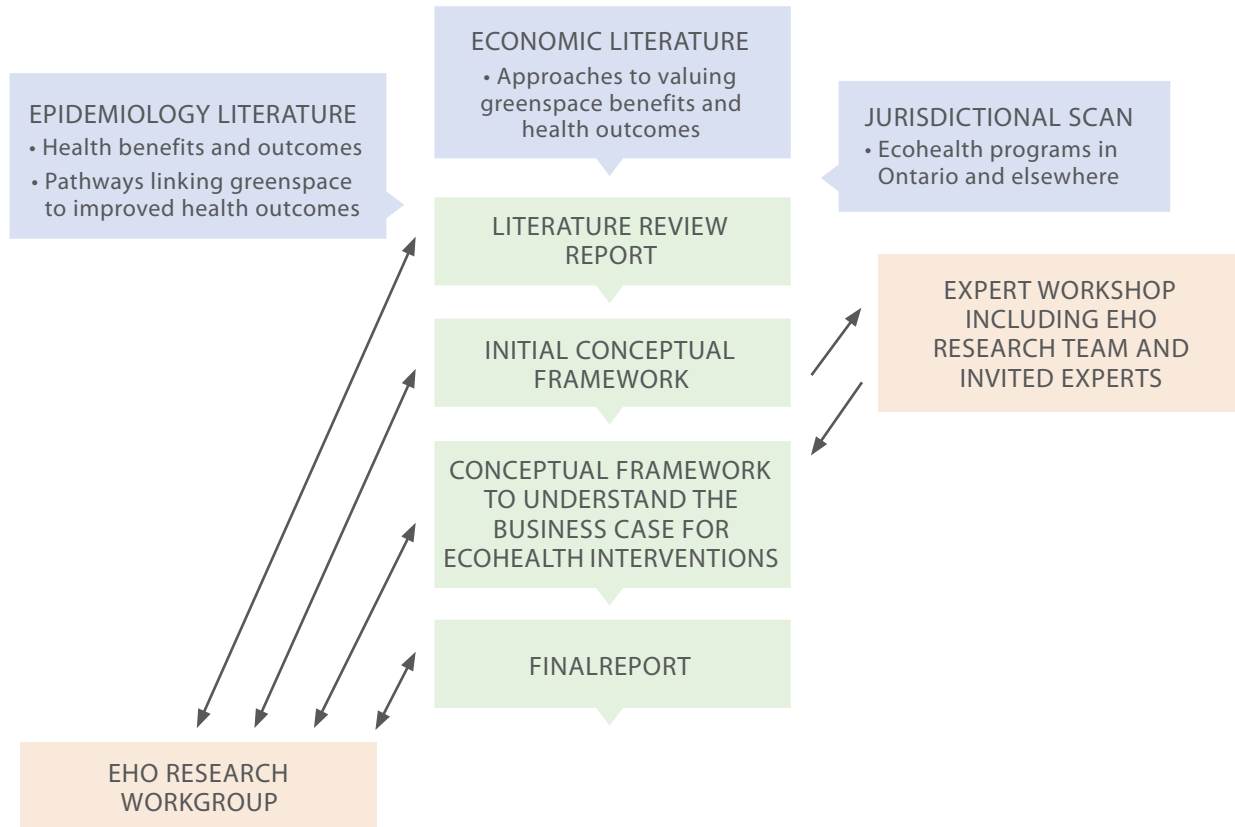 ECONOMIC LITERATURE
• Approaches to valuing
greenspace benefits and
health outcomes
EPIDEMIOLOGY LITERATURE
• Health benefits and outcomes
• Pathways linking greenspace
to improved health outcomes
JURISDICTIONAL SCAN
• Ecohealth programs in
Ontario and elsewhere
LITERATURE REVIEW
REPORT
INITIAL CONCEPTUAL
FRAMEWORK
EXPERT WORKSHOP
INCLUDING EHO
RESEARCH TEAM AND
INVITED EXPERTS
CONCEPTUAL FRAMEWORK
TO UNDERSTAND THE
BUSINESS CASE FOR
ECOHEALTH INTERVENTIONS
FINALREPORT
EHO RESEARCH
WORKGROUP